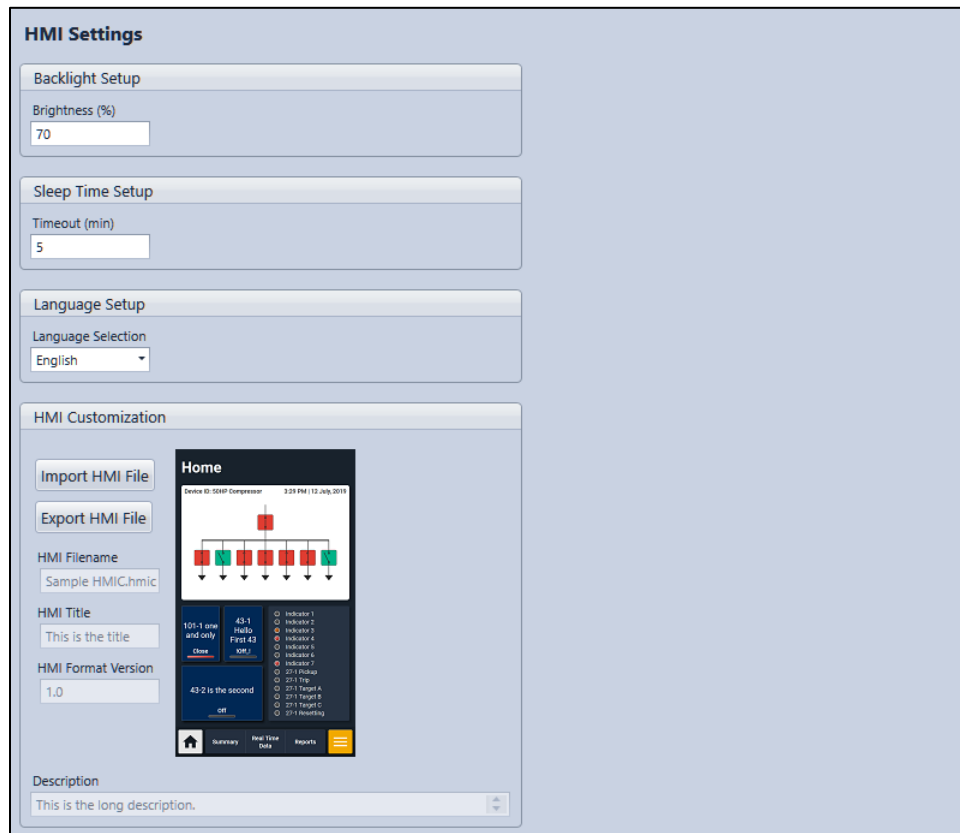 HMI Settings
Backlight Setup
Brightness (%)
70
Sleep Time Setup
Timeout (min)
5
Language Setup
Language Selection
English
HMI Customization
Import HMI File
Export HMI File
HMI Filename
Sample HMIC.hmic
HMI Title
This is the title
HMI Format Version
1.0
Home
Device ID: 50HP Compressor 3:29 PM | 12 July, 2019
101-1 one
and only
Close
43-1
Hello
First 43
43-2 is the second
Off
Indicator 1
Indicator 2
Indicator 3
Indicator 4
Indicator 5
Indicator 6
Indicator 7
27-1 Pickup
27-1 Trip
27-1 Target A
27-1 Target B
27-1 Target C
27-1 Resetting
Summary
Real Time
Data
Reports
Description
This is the long description.